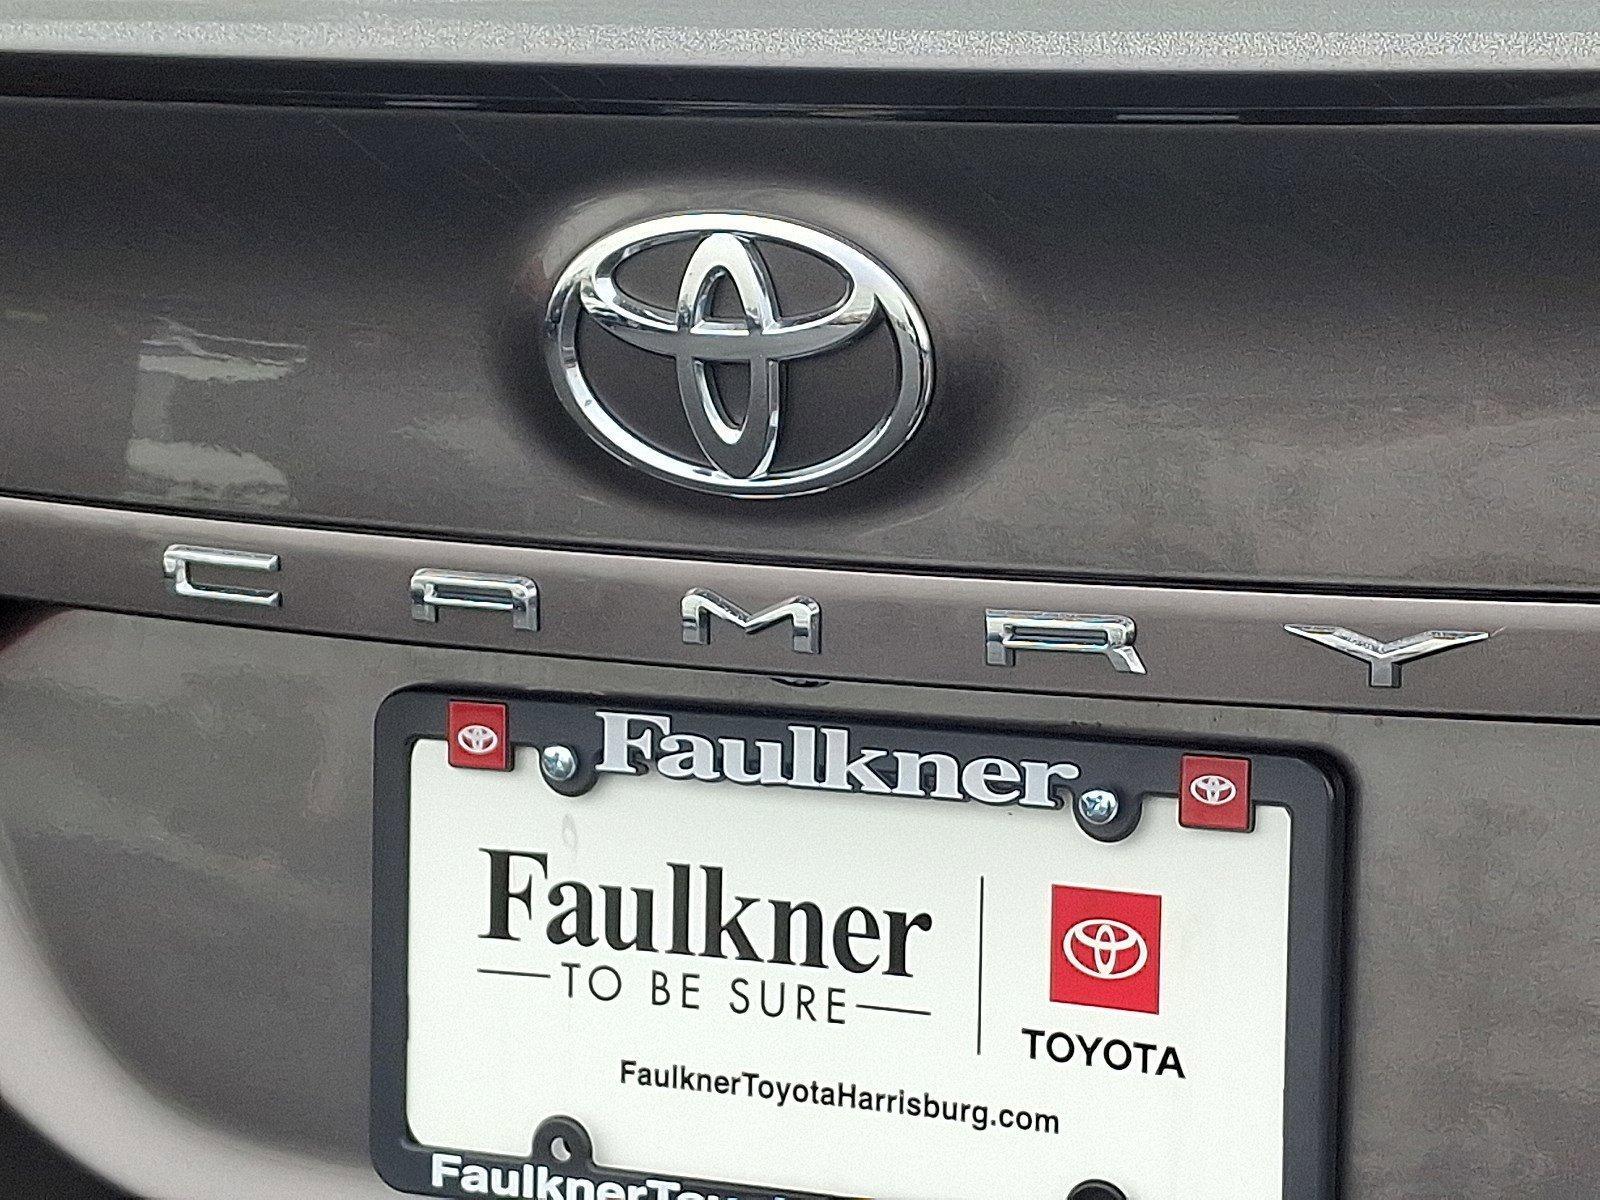 CAMRY
Faulkner
Faulkner
TO BE SURE
TOYOTA
FaulknerToyotaHarrisburg.com